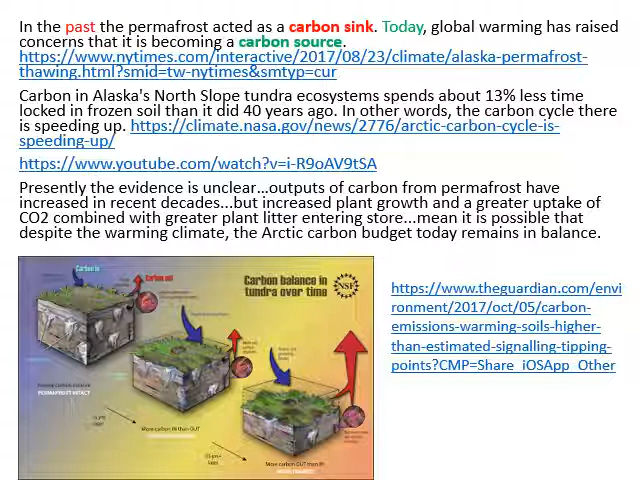 In the past the permafrost acted as a carbon sink. Today, global warming has raised
concerns that it is becoming a carbon source.
https://www.nytimes.com/interactive/2017/08/23/climate/alaska-permafrost-
thawing.html?smid=tw-nytimes&smtyp=cur
Carbon in Alaska's North Slope tundra ecosystems spends about 13% less time
locked in frozen soil than it did 40 years ago. In other words, the carbon cycle there
is speeding up. https://climate.nasa.gov/news/2776/arctic-carbon-cycle-is-
speeding-up/
https://www.youtube.com/watch?v=i-R9oAV9tSA
Presently the evidence is unclear…outputs of carbon from permafrost have
increased in recent decades...but increased plant growth and a greater uptake of
CO2 combined with greater plant litter entering store...mean it is possible that
despite the warming climate, the Arctic carbon budget today remains in balance.
Carbon in
Carbon out
Carbon balance in
tundra over time
NSF
PERMAFROST INTACT
More carbon IN than OUT
More carbon OUT than IN
https://www.theguardian.com/envi
ronment/2017/oct/05/carbon-
emissions-warming-soils-higher-
than-estimated-signalling-tipping-
points?CMP=Share_iOSApp_Other